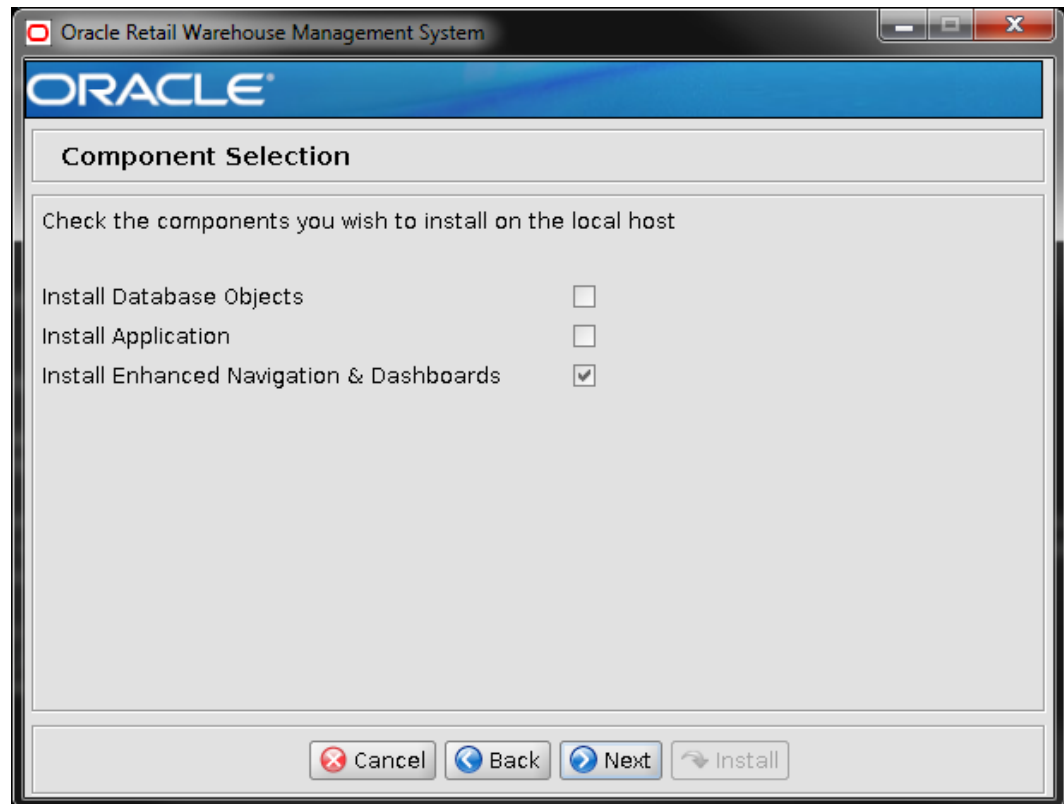 Oracle Retail Warehouse Management System
ORACLE®
Component Selection
Check the components you wish to install on the local host
Install Database Objects
Install Application
Install Enhanced Navigation & Dashboards
Cancel Back Next Install